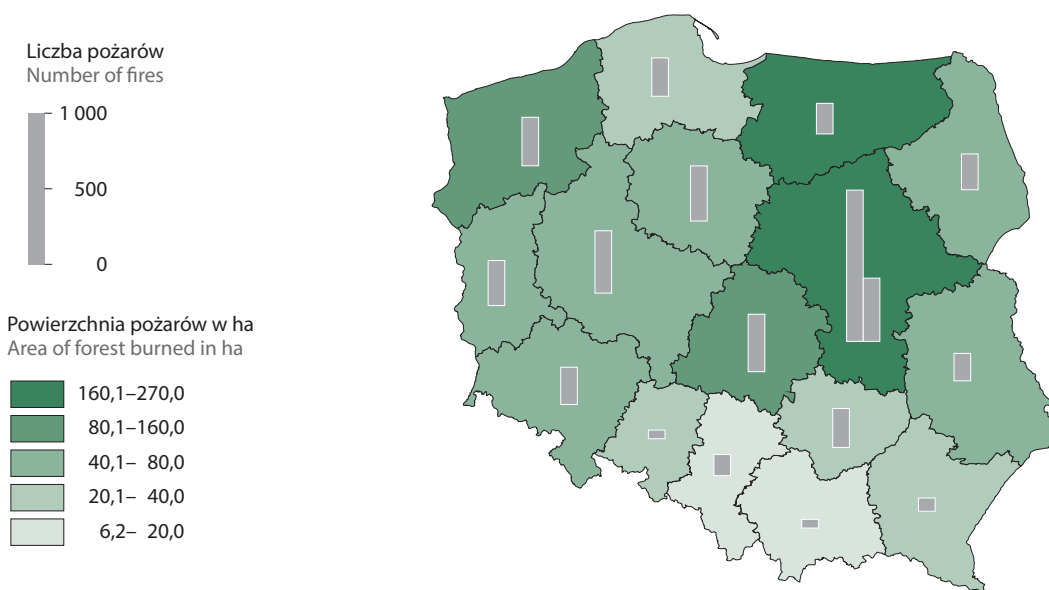 Liczba pożarów
Number of fires
1 000
500
0
Powierzchnia pożarów w ha
Area of forest burned in ha
160,1–270,0
80,1–160,0
40,1– 80,0
20,1– 40,0
6,2– 20,0